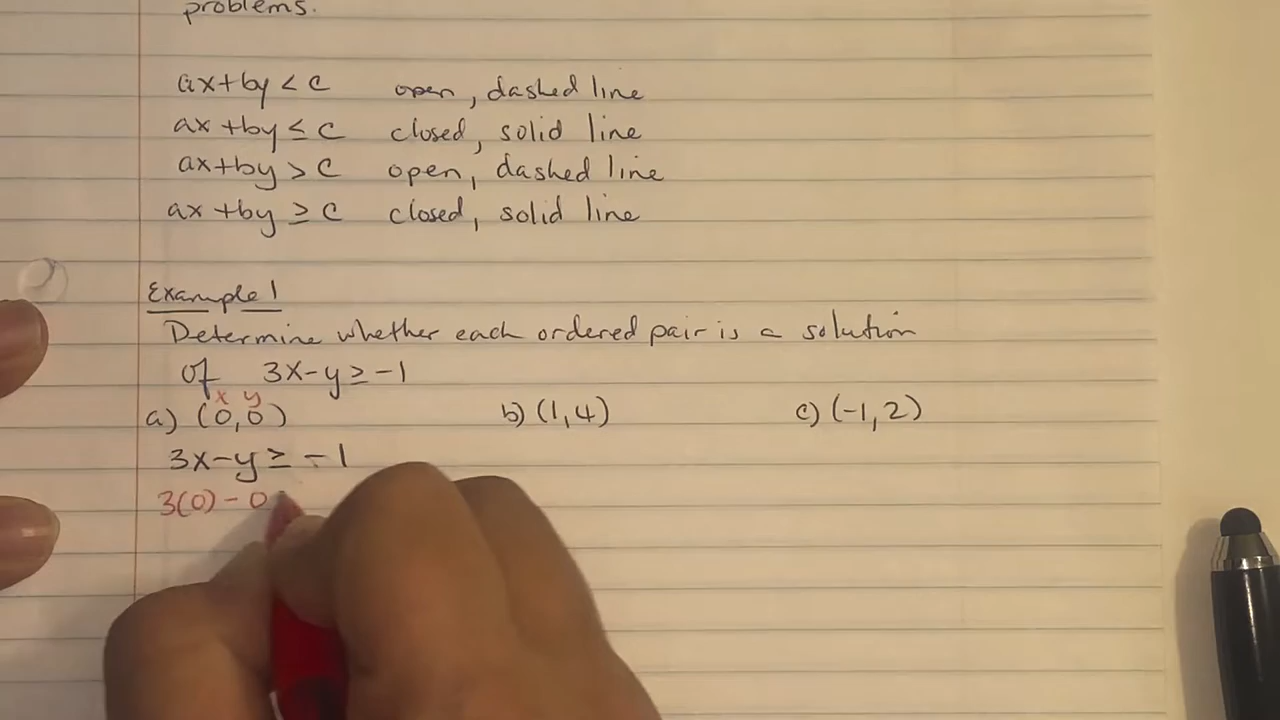 problems.
ax+by < c open, dashed line
ax+by ≤ c closed, solid line
ax+by > c open, dashed line
ax+by ≥ c closed, solid line
Example 1
Determine whether each ordered pair is a solution
of 3x-y ≥ -1
x y
a) (0,0) b) (1,4) c) (-1,2)
3x-y ≥ -1
3(0) - 0